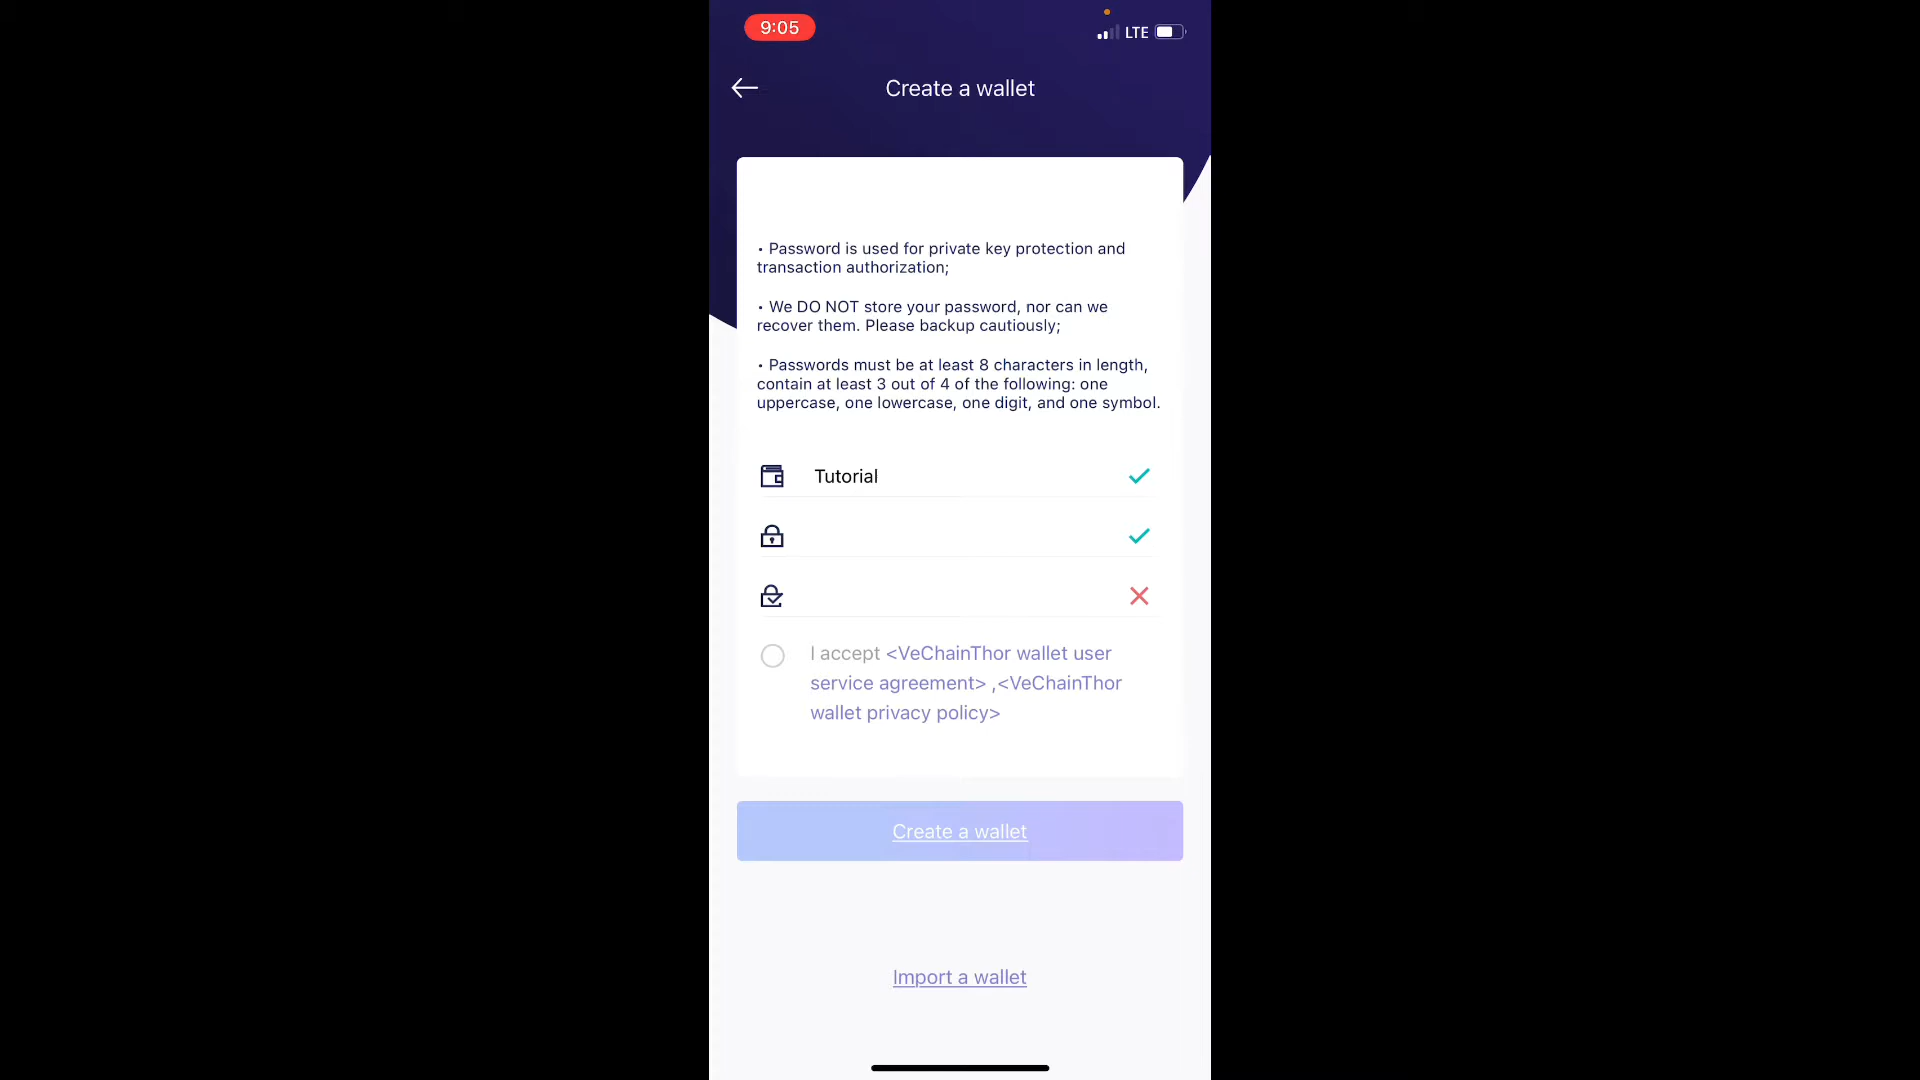 9:05
LTE
Create a wallet
• Password is used for private key protection and
transaction authorization;
• We DO NOT store your password, nor can we
recover them. Please backup cautiously;
• Passwords must be at least 8 characters in length,
contain at least 3 out of 4 of the following: one
uppercase, one lowercase, one digit, and one symbol.
Tutorial
I accept <VeChainThor wallet user
service agreement> ,<VeChainThor
wallet privacy policy>
Create a wallet
Import a wallet